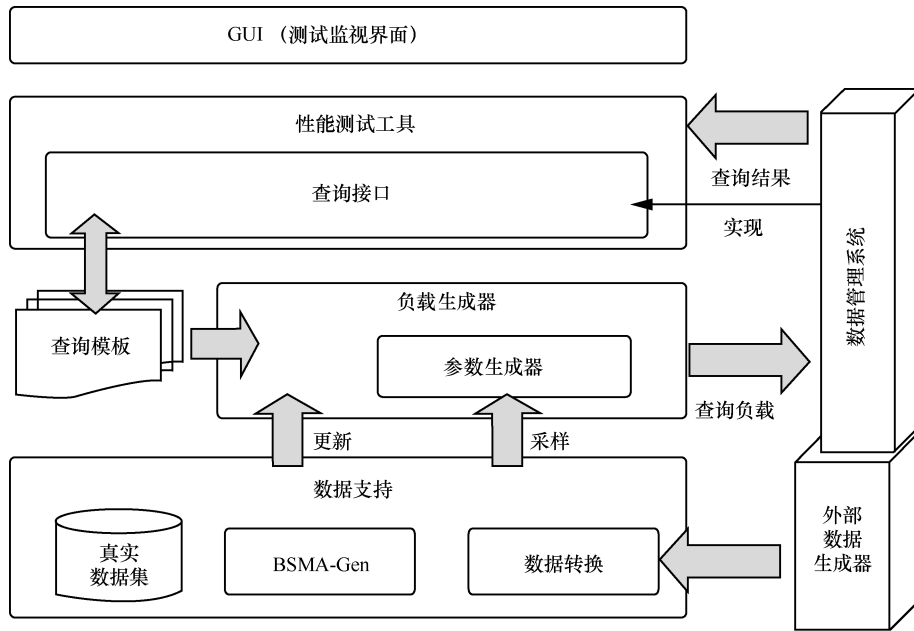 GUI（测试监视界面）
性能测试工具
查询接口
查询结果
实现
数据管理系统
查询模板
负载生成器
参数生成器
查询负载
更新
采样
数据支持
真实
数据集
BSMA-Gen
数据转换
外部
数据
生成器